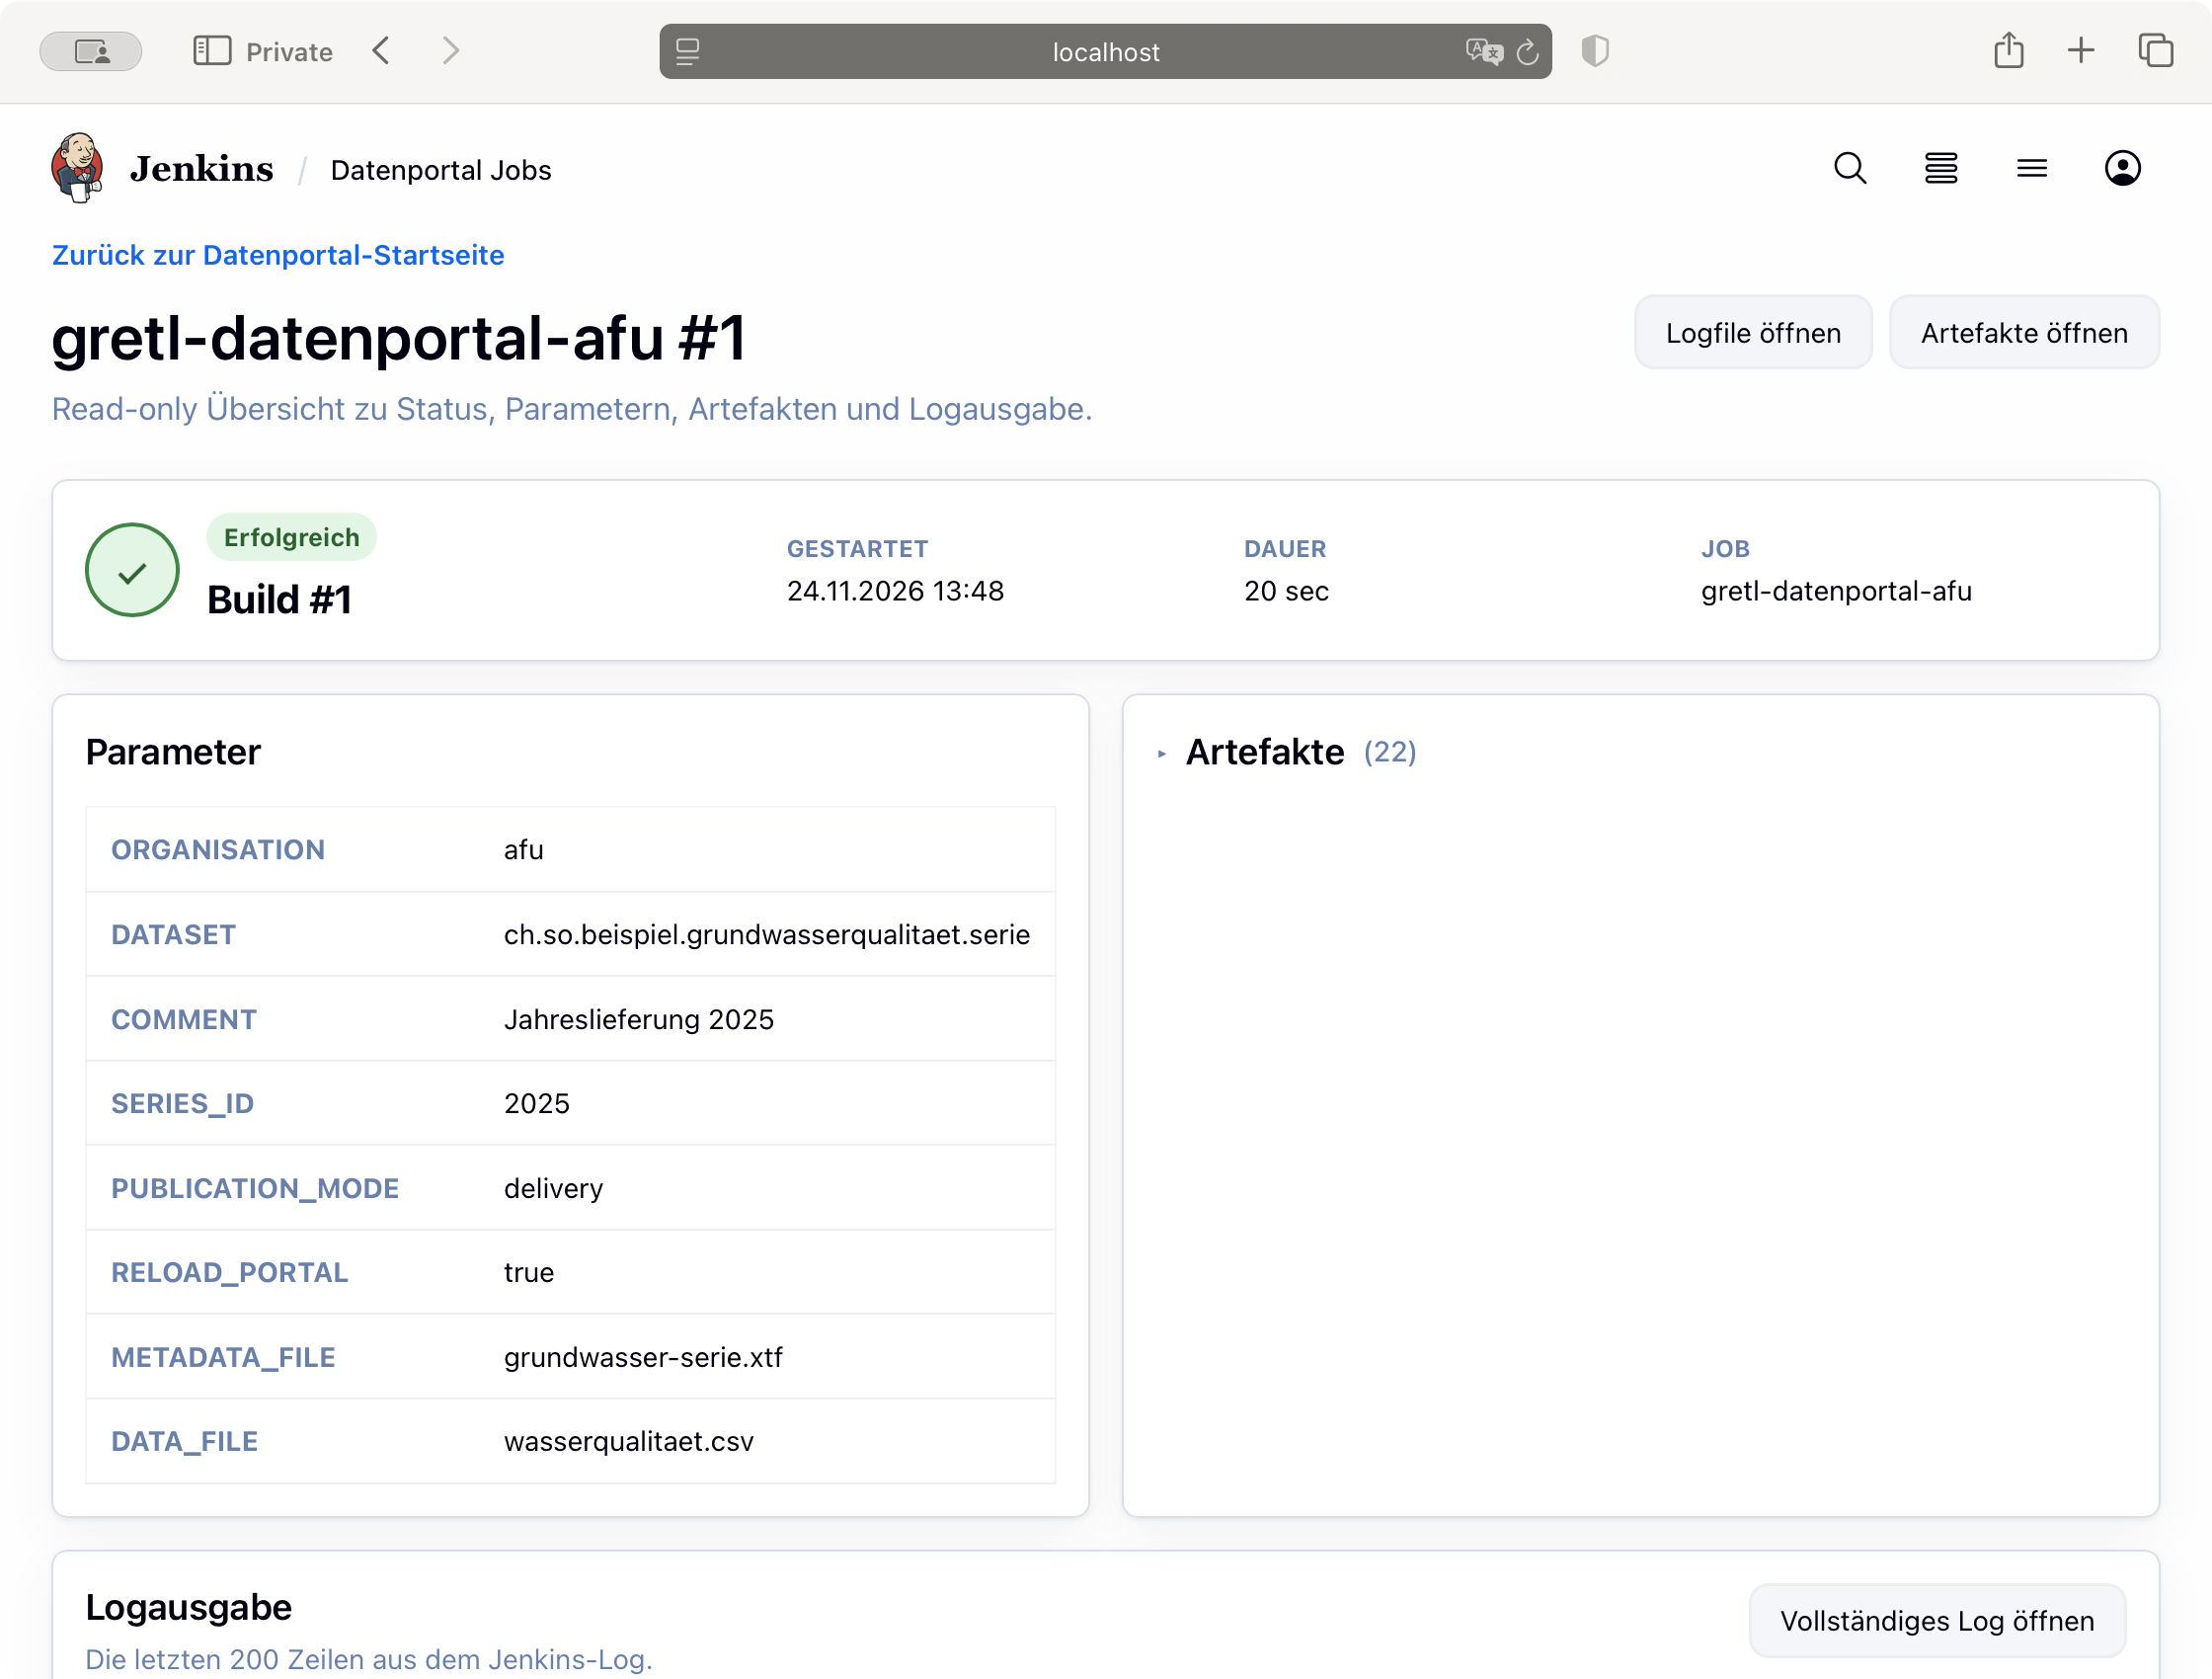 Private
localhost
Jenkins / Datenportal Jobs
Zurück zur Datenportal-Startseite
gretl-datenportal-afu #1
Logfile öffnen
Artefakte öffnen
Read-only Übersicht zu Status, Parametern, Artefakten und Logausgabe.
Erfolgreich
Build #1
GESTARTET
24.11.2026 13:48
DAUER
20 sec
JOB
gretl-datenportal-afu
Parameter
ORGANISATION afu
DATASET ch.so.beispiel.grundwasserqualitaet.serie
COMMENT Jahreslieferung 2025
SERIES_ID 2025
PUBLICATION_MODE delivery
RELOAD_PORTAL true
METADATA_FILE grundwasser-serie.xtf
DATA_FILE wasserqualitaet.csv
Artefakte (22)
Logausgabe
Die letzten 200 Zeilen aus dem Jenkins-Log.
Vollständiges Log öffnen